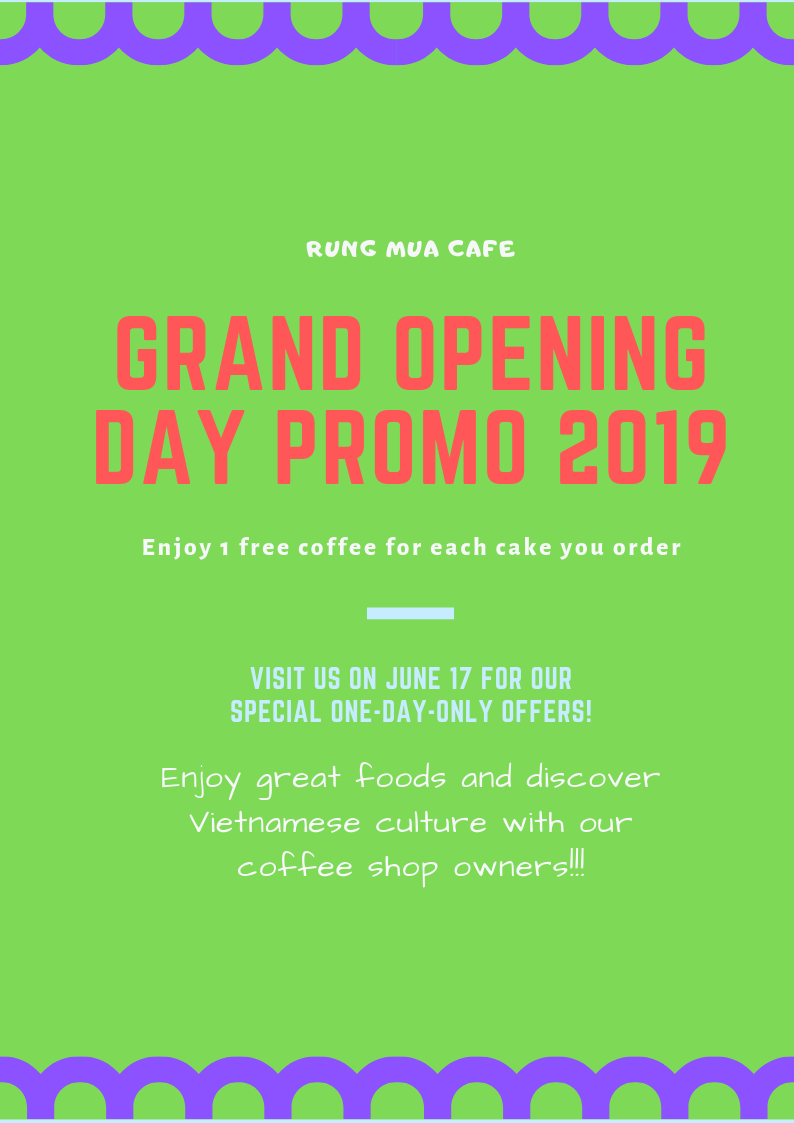 RUNG MUA CAFE
GRAND OPENING
DAY PROMO 2019
Enjoy 1 free coffee for each cake you order
VISIT US ON JUNE 17 FOR OUR
SPECIAL ONE-DAY-ONLY OFFERS!
Enjoy great foods and discover
Vietnamese culture with our
coffee shop owners!!!